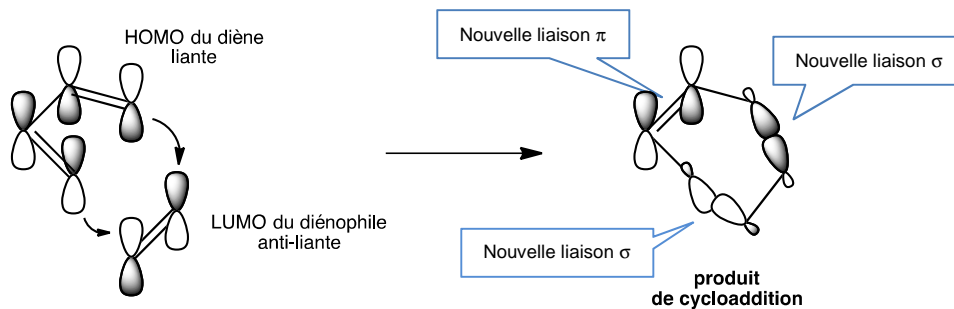 HOMO du diène
liante
LUMO du diénophile
anti-liante
Nouvelle liaison π
Nouvelle liaison σ
Nouvelle liaison σ
produit
de cycloaddition